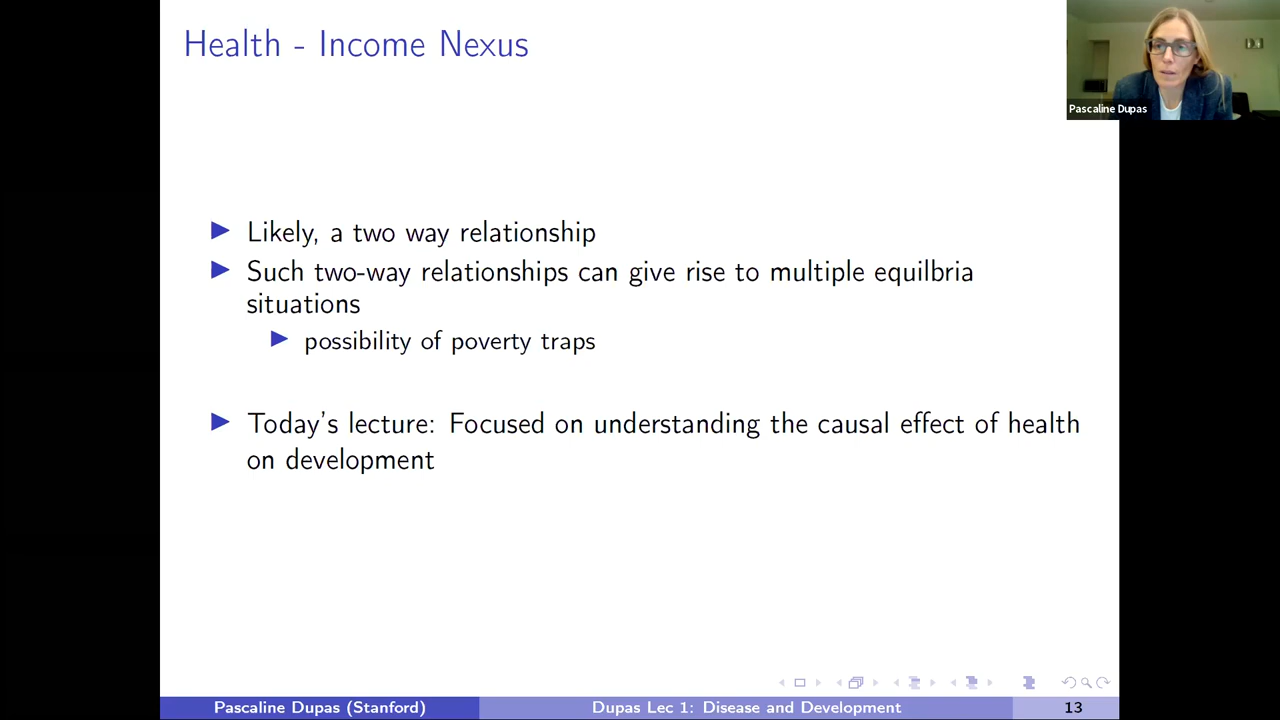 Health - Income Nexus
Pascaline Dupas
Likely, a two way relationship
Such two-way relationships can give rise to multiple equilbria
situations
possibility of poverty traps
Today's lecture: Focused on understanding the causal effect of health
on development
Pascaline Dupas (Stanford)
Dupas Lec 1: Disease and Development
13